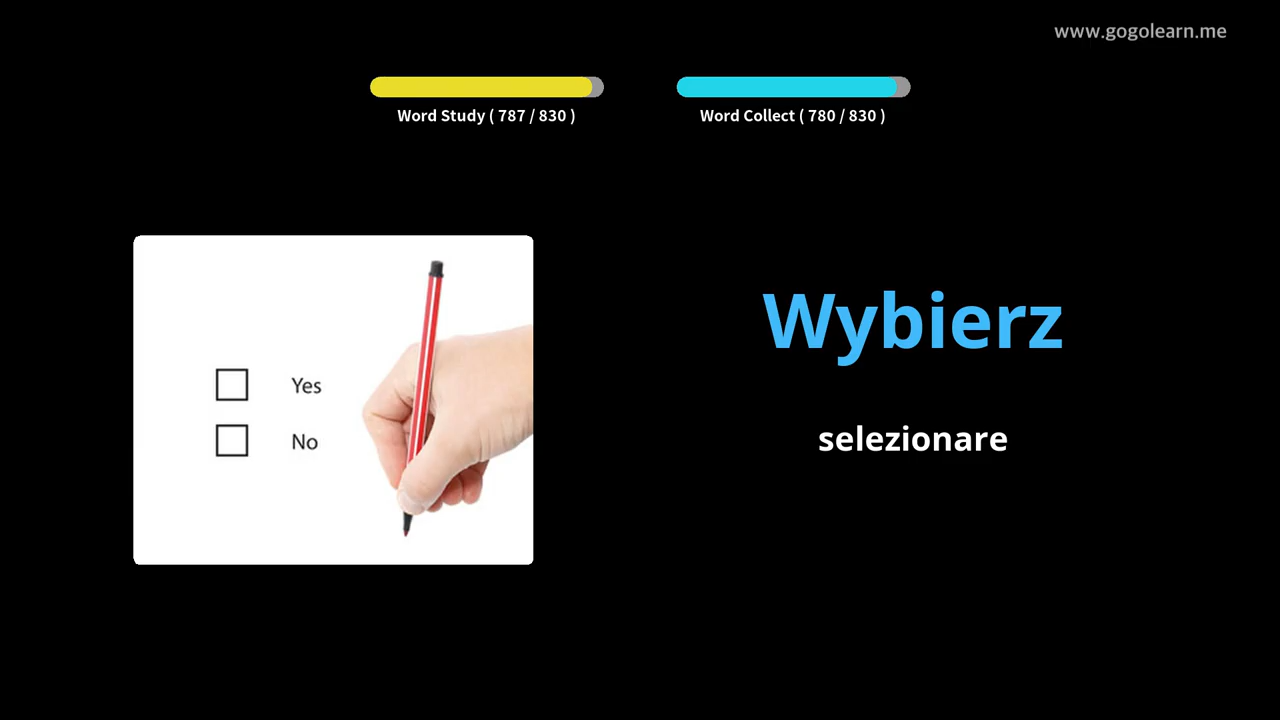 www.gogolearn.me
Word Study ( 787 / 830 )
Word Collect ( 780 / 830 )
Yes
No
Wybierz
selezionare